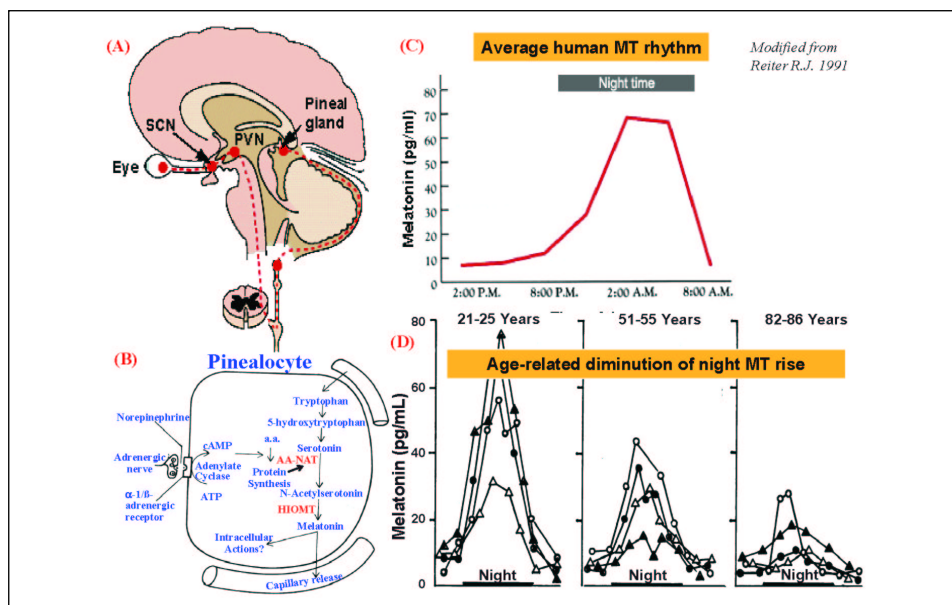 (A)
SCN
PVN
Pineal
gland
Eye
(B)
Pinealocyte
Norepinephrine
Adrenergic
nerve
α-1/ß-
adrenergic
receptor
cAMP
Adenylate
Cyclase
ATP
a.a.
AA-NAT
Protein
Synthesis
Tryptophan
5-hydroxytryptophan
Serotonin
N-Acetylserotonin
HIOMT
Melatonin
Intracellular
Actions?
Capillary release
(C)
Average human MT rhythm
Modified from
Reiter R.J. 1991
Night time
Melatonin (pg/ml)
80
70
60
50
40
30
20
10
2:00 P.M.
8:00 P.M.
2:00 A.M.
8:00 A.M.
(D)
21-25 Years
51-55 Years
82-86 Years
Age-related diminution of night MT rise
Melatonin (pg/mL)
80
60
40
20
0
Night
Night
Night